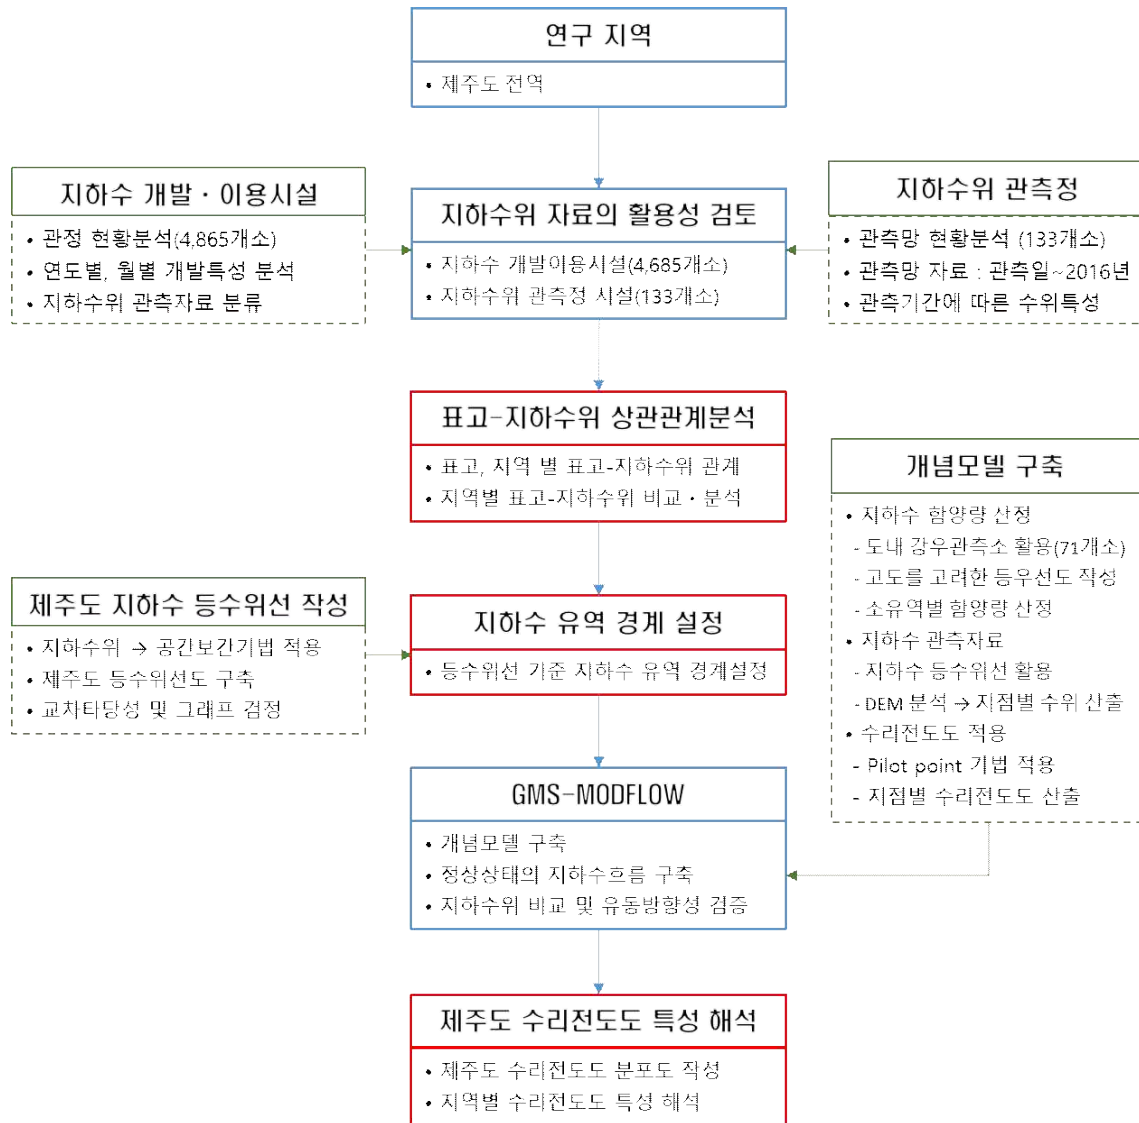 연구 지역
• 제주도 전역
지하수 개발 · 이용시설
• 관정 현황분석(4,865개소)
• 연도별, 월별 개발특성 분석
• 지하수위 관측자료 분류
지하수위 자료의 활용성 검토
• 지하수 개발이용시설(4,685개소)
• 지하수위 관측정 시설(133개소)
지하수위 관측정
• 관측망 현황분석 (133개소)
• 관측망 자료 : 관측일~2016년
• 관측기간에 따른 수위특성
표고-지하수위 상관관계분석
• 표고, 지역 별 표고-지하수위 관계
• 지역별 표고-지하수위 비교 · 분석
개념모델 구축
• 지하수 함양량 산정
- 도내 강우관측소 활용(71개소)
- 고도를 고려한 등우선도 작성
- 소유역별 함양량 산정
• 지하수 관측자료
- 지하수 등수위선 활용
- DEM 분석 → 지점별 수위 산출
• 수리전도도 적용
- Pilot point 기법 적용
- 지점별 수리전도도 산출
제주도 지하수 등수위선 작성
• 지하수위 → 공간보간기법 적용
• 제주도 등수위선도 구축
• 교차타당성 및 그래프 검정
지하수 유역 경계 설정
• 등수위선 기준 지하수 유역 경계설정
GMS-MODFLOW
• 개념모델 구축
• 정상상태의 지하수흐름 구축
• 지하수위 비교 및 유동방향성 검증
제주도 수리전도도 특성 해석
• 제주도 수리전도도 분포도 작성
• 지역별 수리전도도 특성 해석